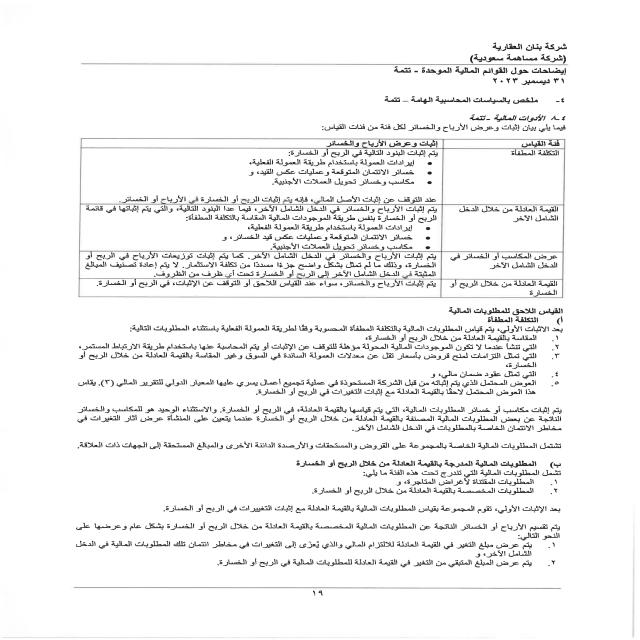 شركة بنان العقارية
(شركة مساهمة سعودية)
إيضاحات حول القوائم المالية الموحدة - تتمة
٣١ ديسمبر ٢٠٢٣
٤- ملخص بالسياسات المحاسبية الهامة – تتمة
٤-٨ الأدوات المالية – تتمة
فيما يلي بيان إثبات وعرض الأرباح والخسائر لكل فئة من فئات القياس:
فئة القياس إثبات وعرض الأرباح والخسائر
التكلفة المطفأة يتم إثبات البنود التالية في الربح أو الخسارة:
• إيرادات العمولة باستخدام طريقة العمولة الفعلية،
• خسائر الائتمان المتوقعة وعمليات عكس القيد، و
• مكاسب وخسائر تحويل العملات الأجنبية.
عند التوقف عن إثبات الأصل المالي، فإنه يتم إثبات الربح أو الخسارة في الأرباح أو الخسائر.
القيمة العادلة من خلال الدخل يتم إثبات الأرباح والخسائر في الدخل الشامل الآخر، فيما عدا البنود التالية، والتي يتم إثباتها في قائمة
الشامل الآخر الربح أو الخسارة بنفس طريقة الموجودات المالية المقاسة بالتكلفة المطفأة:
• إيرادات العمولة باستخدام طريقة العمولة الفعلية،
• خسائر الائتمان المتوقعة وعمليات عكس قيد الخسائر، و
• مكاسب وخسائر تحويل العملات الأجنبية.
عرض المكاسب أو الخسائر في يتم إثبات الأرباح والخسائر في الدخل الشامل الآخر. كما يتم إثبات توزيعات الأرباح في الربح أو
الدخل الشامل الآخر الخسارة، وذلك ما لم تمثل بشكل واضح جزءًا مستردًا من تكلفة الاستثمار. لا يتم إعادة تصنيف المبالغ
المثبتة في الدخل الشامل الآخر إلى الربح أو الخسارة تحت أي ظرف من الظروف.
القيمة العادلة من خلال الربح أو يتم إثبات الأرباح والخسائر، سواء عند القياس اللاحق أو التوقف عن الإثبات، في الربح أو الخسارة.
الخسارة
القياس اللاحق للمطلوبات المالية
أ) التكلفة المطفأة
بعد الإثبات الأولي، يتم قياس المطلوبات المالية بالتكلفة المطفأة المحسوبة وفقًا لطريقة العمولة الفعلية باستثناء المطلوبات التالية:
١. المقاسة بالقيمة العادلة من خلال الربح أو الخسارة،
٢. التي تنشأ عندما لا تكون الموجودات المالية المحولة مؤهلة للتوقف عن الإثبات أو يتم المحاسبة عنها باستخدام طريقة الارتباط المستمر،
٣. التي تمثل التزامات لمنح قروض بأسعار تقل عن معدلات العمولة السائدة في السوق وغير المقاسة بالقيمة العادلة من خلال الربح أو
الخسارة،
٤. التي تمثل عقود ضمان مالي، و
٥. العوض المحتمل الذي يتم إثباته من قبل الشركة المستحوذة في عملية تجميع أعمال يسري عليها المعيار الدولي للتقرير المالي (٣). يقاس
هذا العوض المحتمل لاحقًا بالقيمة العادلة مع إثبات التغيرات في الربح أو الخسارة.
يتم إثبات مكاسب أو خسائر المطلوبات المالية، التي يتم قياسها بالقيمة العادلة، في الربح أو الخسارة. والاستثناء الوحيد هو للمكاسب والخسائر
الناتجة عن بعض المطلوبات المالية المصنفة بالقيمة العادلة من خلال الربح أو الخسارة عندما يتعين على المنشأة عرض آثار التغيرات في
مخاطر الائتمان الخاصة بالمطلوبات في الدخل الشامل الآخر.
تشتمل المطلوبات المالية الخاصة بالمجموعة على القروض والمستحقات والأرصدة الدائنة الأخرى والمبالغ المستحقة إلى الجهات ذات العلاقة.
ب) المطلوبات المالية المدرجة بالقيمة العادلة من خلال الربح أو الخسارة
تشمل المطلوبات المالية التي تندرج تحت هذه الفئة ما يلي:
١. المطلوبات المقتناة لأغراض المتاجرة، و
٢. المطلوبات المخصصة بالقيمة العادلة من خلال الربح أو الخسارة.
بعد الإثبات الأولي، تقوم المجموعة بقياس المطلوبات المالية بالقيمة العادلة مع إثبات التغييرات في الربح أو الخسارة.
يتم تقسيم الأرباح أو الخسائر الناتجة عن المطلوبات المالية المخصصة بالقيمة العادلة من خلال الربح أو الخسارة بشكل عام وعرضها على
النحو التالي:
١. يتم عرض مبلغ التغير في القيمة العادلة للالتزام المالي والذي يُعزى إلى التغيرات في مخاطر ائتمان تلك المطلوبات المالية في الدخل
الشامل الآخر، و
٢. يتم عرض المبلغ المتبقي من التغير في القيمة العادلة للمطلوبات المالية في الربح أو الخسارة.
١٩